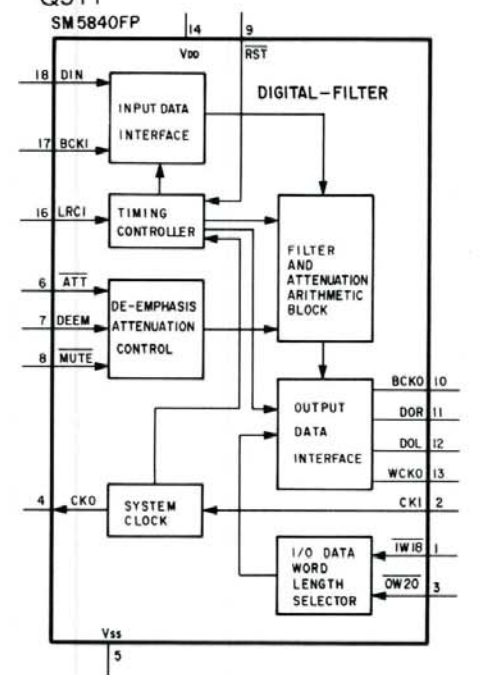 SM5840FP
14
9
VDD
RST
DIGITAL-FILTER
18 DIN
INPUT DATA
INTERFACE
17 BCKI
16 LRCI
TIMING
CONTROLLER
FILTER
AND
ATTENUATION
ARITHMETIC
BLOCK
6 ATT
7 DEEM
8 MUTE
DE-EMPHASIS
ATTENUATION
CONTROL
OUTPUT
DATA
INTERFACE
BCKO 10
DOR 11
DOL 12
WCKO 13
4 CKO
SYSTEM
CLOCK
CKI 2
I/O DATA
WORD
LENGTH
SELECTOR
IW18 1
OW20 3
VSS
5